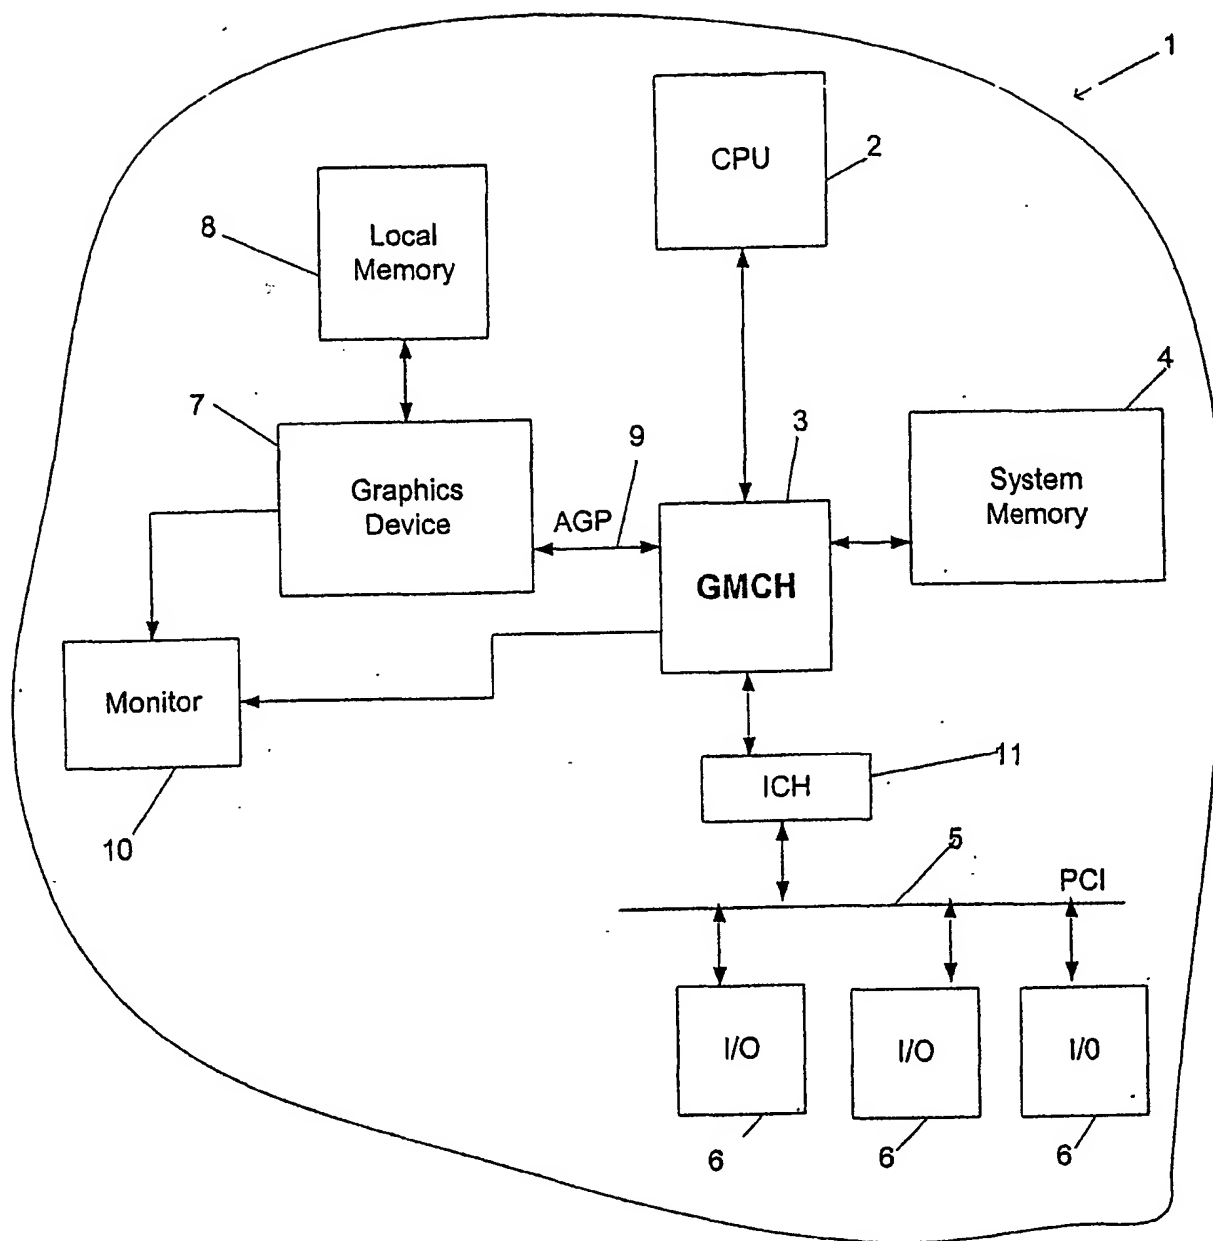 1
CPU
2
8
Local
Memory
4
7
9
3
Graphics
Device
AGP
System
Memory
GMCH
Monitor
10
ICH
11
5
PCI
I/O
I/O
I/0
6
6
6